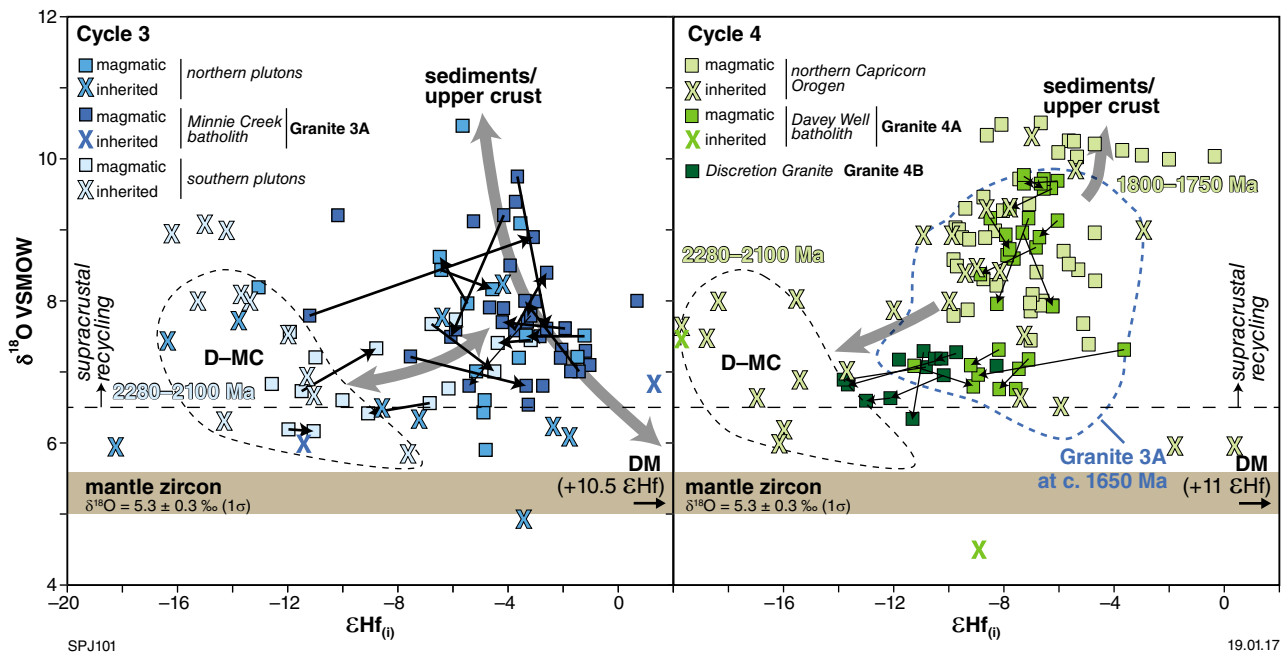 12
10
8
6
4
δ¹⁸O VSMOW
supracrustal
recycling
Cycle 3
magmatic
inherited
northern plutons
magmatic
inherited
Minnie Creek
batholith
Granite 3A
magmatic
inherited
southern plutons
sediments/
upper crust
D–MC
2280–2100 Ma
DM
(+10.5 ƐHf)
mantle zircon
δ¹⁸O = 5.3 ± 0.3 ‰ (1σ)
−20
−16
−12
−8
−4
0
ƐHf(i)
Cycle 4
magmatic
inherited
northern Capricorn
Orogen
magmatic
inherited
Davey Well
batholith
Granite 4A
Discretion Granite Granite 4B
sediments/
upper crust
1800–1750 Ma
2280–2100 Ma
D–MC
supracrustal
recycling
Granite 3A
at c. 1650 Ma
DM
(+11 ƐHf)
mantle zircon
δ¹⁸O = 5.3 ± 0.3 ‰ (1σ)
−16
−12
−8
−4
0
ƐHf(i)
SPJ101
19.01.17